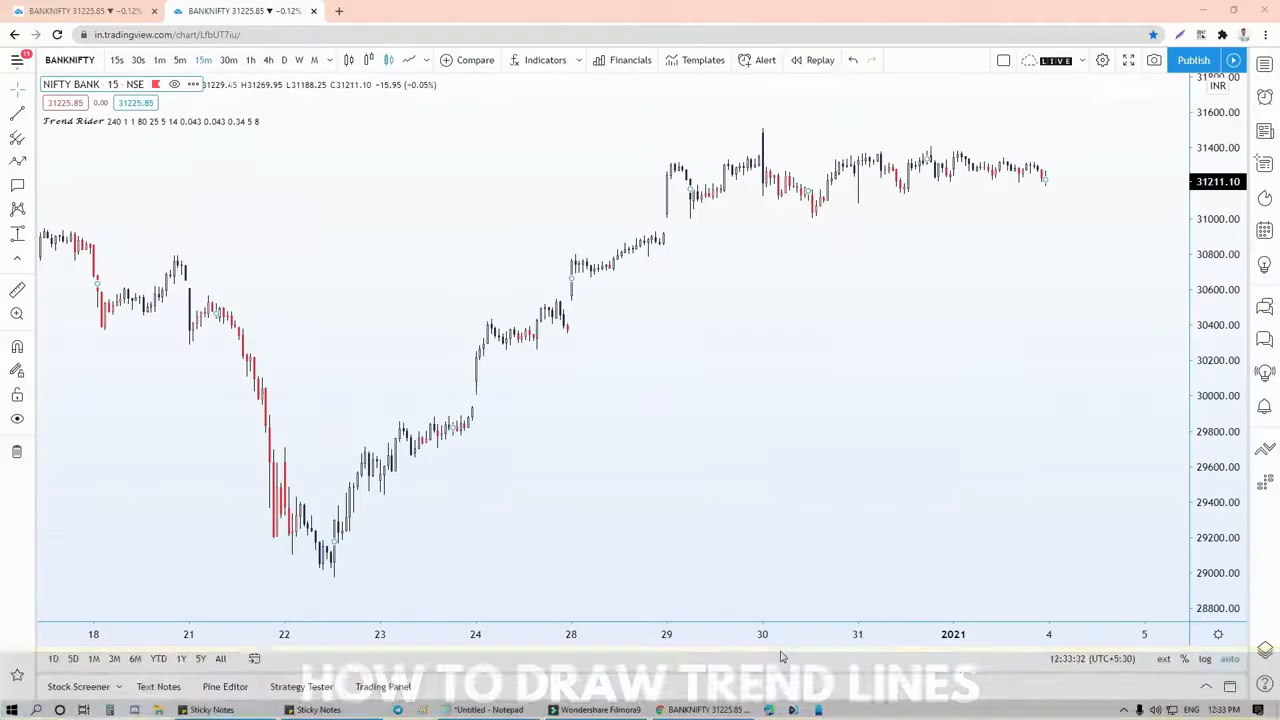 BANKNIFTY 31225.85 ▼ −0.12%
BANKNIFTY 31225.85 ▼ −0.12%
in.tradingview.com/chart/LfbUT7iu/
11
BANKNIFTY 15s 30s 1m 5m 15m 30m 1h 4h D W M Compare Indicators Financials Templates Alert Replay LIVE Publish
NIFTY BANK · 15 · NSE 31229.45 H31269.95 L31188.25 C31211.10 −15.95 (−0.05%)
31225.85 0.00 31225.85
Trend Rider 240 1 1 80 25 5 14 0.043 0.043 0.34 5 8
31800.00
INR
31600.00
31400.00
31211.10
31000.00
30800.00
30600.00
30400.00
30200.00
30000.00
29800.00
29600.00
29400.00
29200.00
29000.00
28800.00
18 21 22 23 24 28 29 30 31 2021 4 5
1D 5D 1M 3M 6M YTD 1Y 5Y All 12:33:32 (UTC+5:30) ext % log auto
HOW TO DRAW TREND LINES
Stock Screener Text Notes Pine Editor Strategy Tester Trading Panel
Sticky Notes Sticky Notes *Untitled - Notepad Wondershare Filmora9 BANKNIFTY 31225.85 ... ENG 12:33 PM